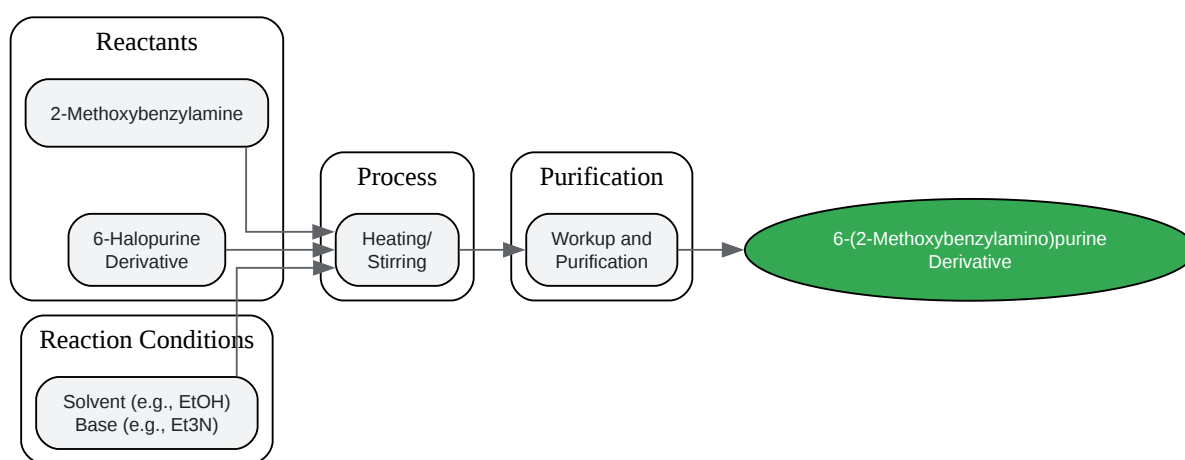 Reactants
2-Methoxybenzylamine
6-Halopurine
Derivative
Process
Heating/
Stirring
Purification
Workup and
Purification
6-(2-Methoxybenzylamino)purine
Derivative
Reaction Conditions
Solvent (e.g., EtOH)
Base (e.g., Et3N)